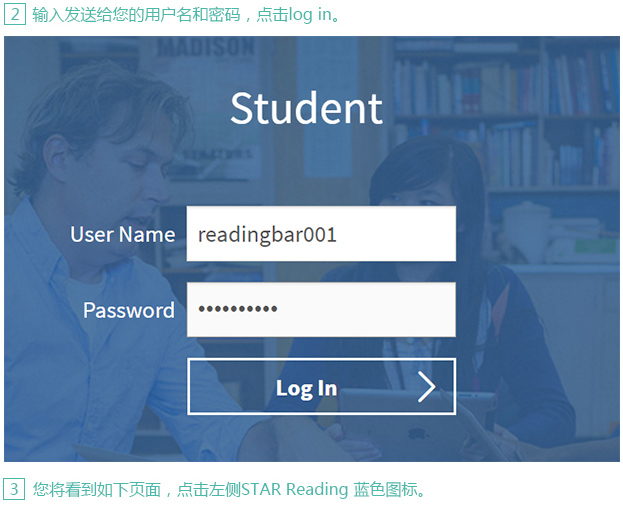 2 输入发送给您的用户名和密码，点击log in。
MADISON
Student
User Name readingbar001
Password ••••••••••
Log In
3 您将看到如下页面，点击左侧STAR Reading 蓝色图标。